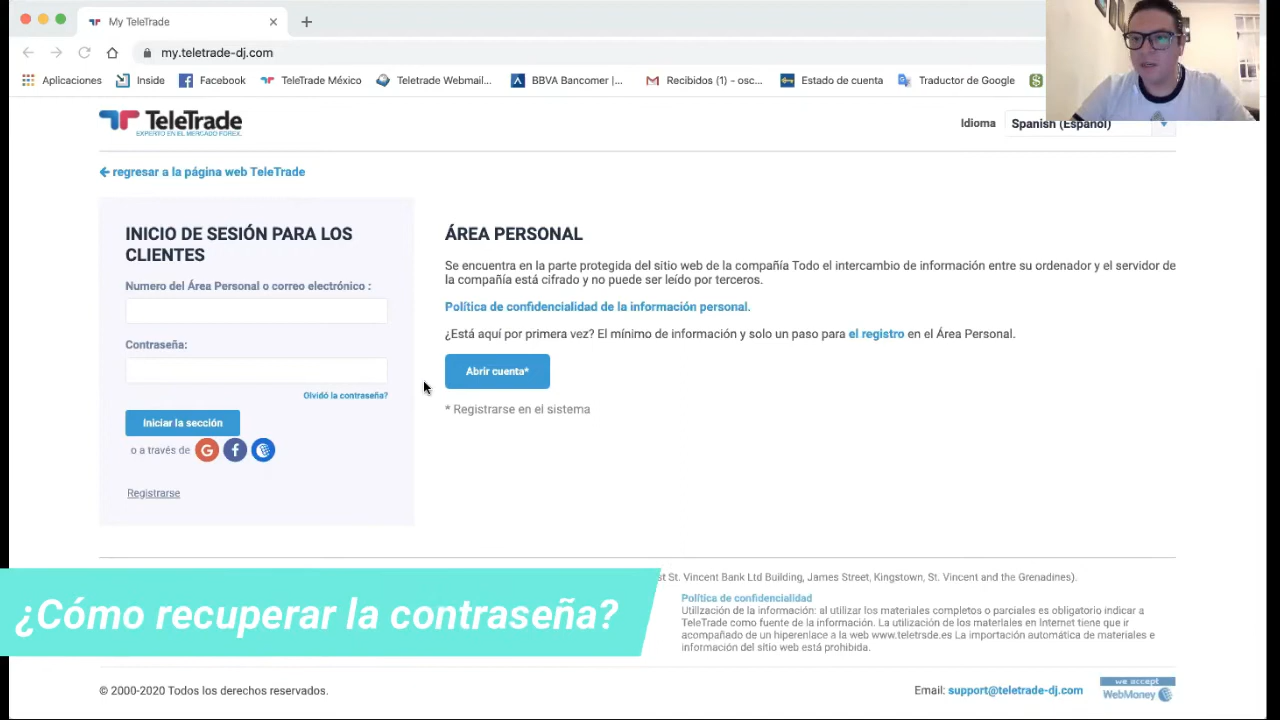 My TeleTrade
my.teletrade-dj.com
Aplicaciones Inside Facebook TeleTrade México Teletrade Webmail... BBVA Bancomer |... Recibidos (1) - osc... Estado de cuenta Traductor de Google
TeleTrade
EXPERTO EN EL MERCADO FOREX.
Idioma Spanish (Español)
regresar a la página web TeleTrade
INICIO DE SESIÓN PARA LOS
CLIENTES
Numero del Área Personal o correo electrónico :
Contraseña:
Olvidó la contraseña?
Iniciar la sección
o a través de
Registrarse
ÁREA PERSONAL
Se encuentra en la parte protegida del sitio web de la compañía Todo el intercambio de información entre su ordenador y el servidor de
la compañía está cifrado y no puede ser leído por terceros.
Política de confidencialidad de la información personal.
¿Está aquí por primera vez? El mínimo de información y solo un paso para el registro en el Área Personal.
Abrir cuenta*
* Registrarse en el sistema
st St. Vincent Bank Ltd Building, James Street, Kingstown, St. Vincent and the Grenadines).
¿Cómo recuperar la contraseña?
Política de confidencialidad
Utilización de la información: al utilizar los materiales completos o parciales es obligatorio indicar a
TeleTrade como fuente de la información. La utilización de los materiales en Internet tiene que ir
acompañado de un hiperenlace a la web www.teletrsde.es La importación automática de materiales e
información del sitio web está prohibida.
© 2000-2020 Todos los derechos reservados.
Email: support@teletrade-dj.com
we accept
WebMoney